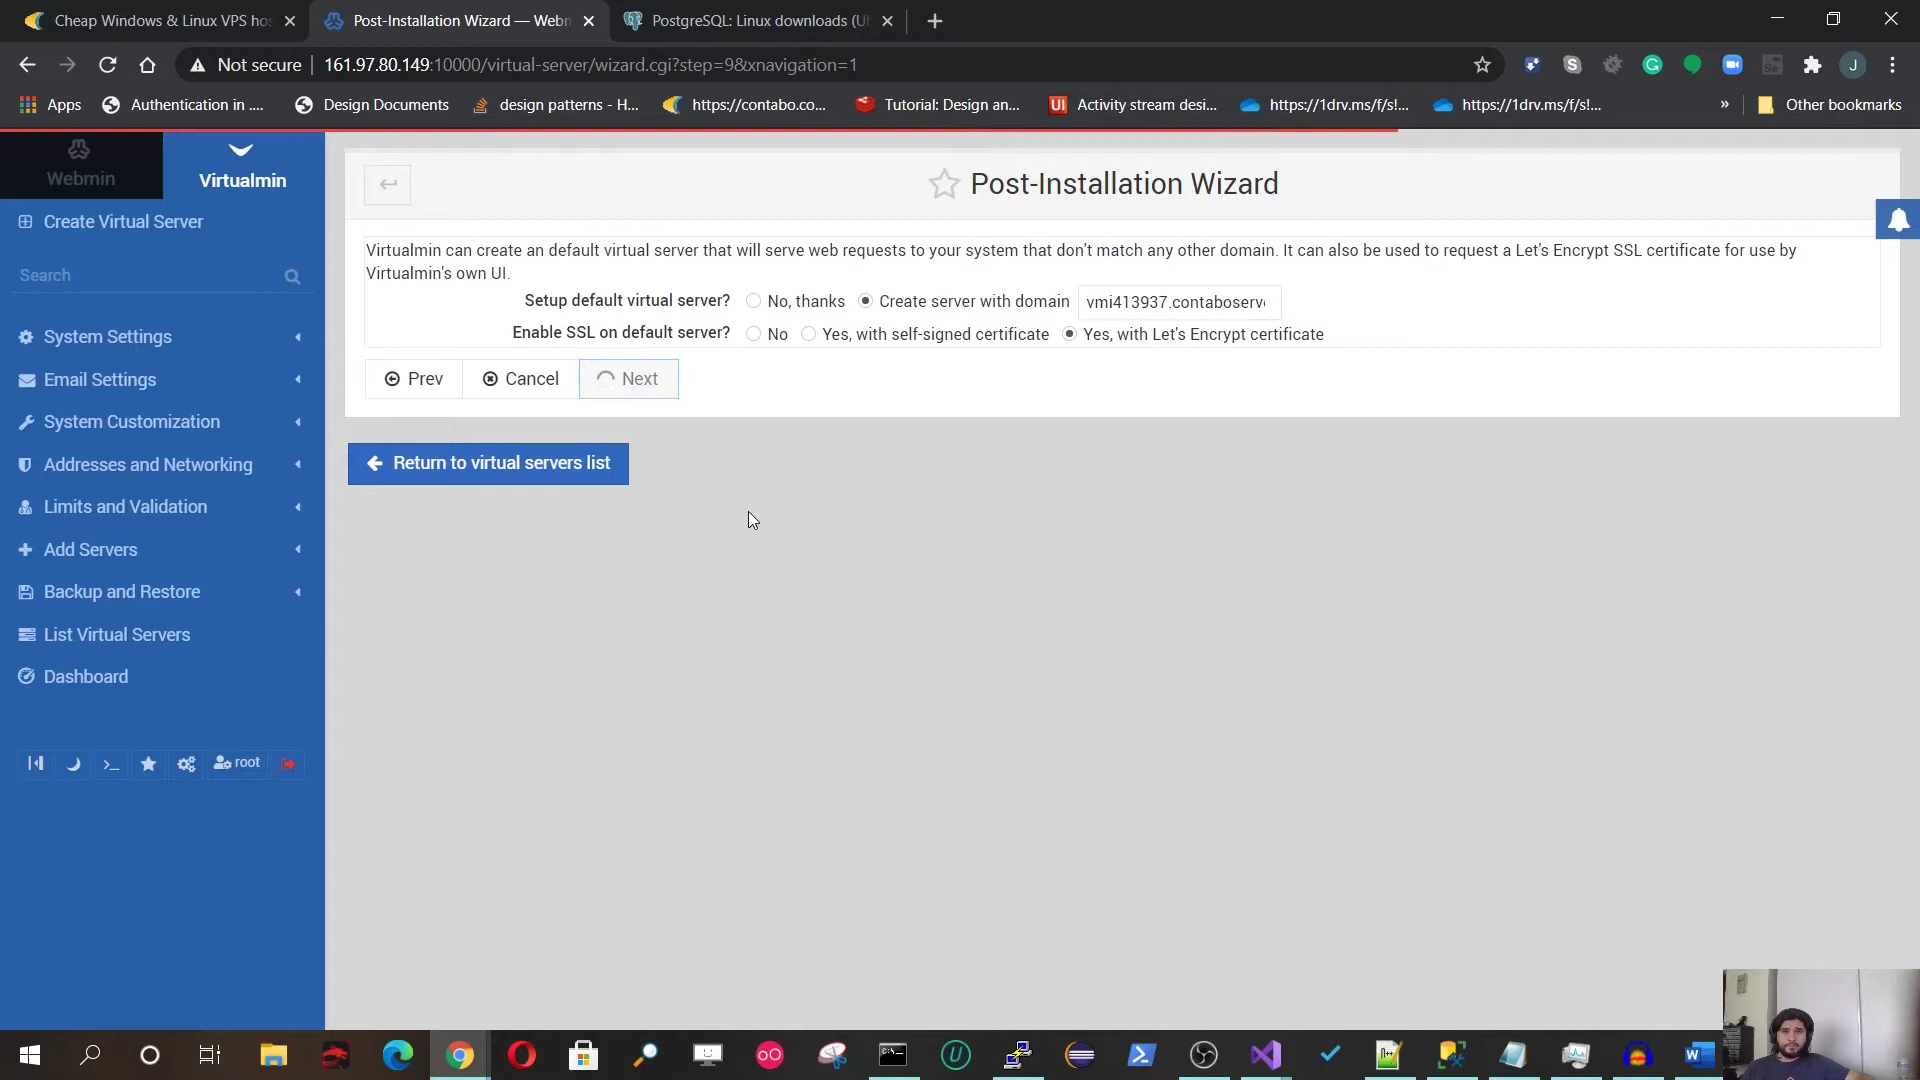 Cheap Windows & Linux VPS hos
Post-Installation Wizard — Webm
PostgreSQL: Linux downloads (U
Not secure
161.97.80.149:10000/virtual-server/wizard.cgi?step=9&xnavigation=1
J
Apps
Authentication in ....
Design Documents
design patterns - H...
https://contabo.co...
Tutorial: Design an...
UI
Activity stream desi...
https://1drv.ms/f/s!...
https://1drv.ms/f/s!...
»
Other bookmarks
Webmin
Virtualmin
Create Virtual Server
Search
System Settings
Email Settings
System Customization
Addresses and Networking
Limits and Validation
Add Servers
Backup and Restore
List Virtual Servers
Dashboard
root
Post-Installation Wizard
Virtualmin can create an default virtual server that will serve web requests to your system that don't match any other domain. It can also be used to request a Let's Encrypt SSL certificate for use by
Virtualmin's own UI.
Setup default virtual server? No, thanks Create server with domain vmi413937.contaboserv
Enable SSL on default server? No Yes, with self-signed certificate Yes, with Let's Encrypt certificate
Prev Cancel Next
Return to virtual servers list